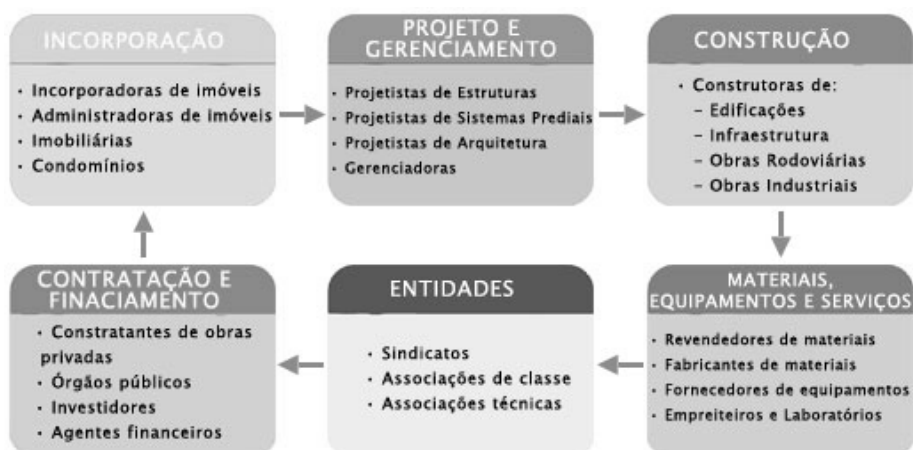 INCORPORAÇÃO
• Incorporadoras de imóveis
• Administradoras de imóveis
• Imobiliárias
• Condomínios
PROJETO E
GERENCIAMENTO
• Projetistas de Estruturas
• Projetistas de Sistemas Prediais
• Projetistas de Arquitetura
• Gerenciadoras
CONSTRUÇÃO
• Construtoras de:
– Edificações
– Infraestrutura
– Obras Rodoviárias
– Obras Industriais
CONTRATAÇÃO E
FINACIAMENTO
• Constratantes de obras
privadas
• Órgãos públicos
• Investidores
• Agentes financeiros
ENTIDADES
• Sindicatos
• Associações de classe
• Associações técnicas
MATERIAIS,
EQUIPAMENTOS E SERVIÇOS
• Revendedores de materiais
• Fabricantes de materiais
• Fornecedores de equipamentos
• Empreiteiros e Laboratórios